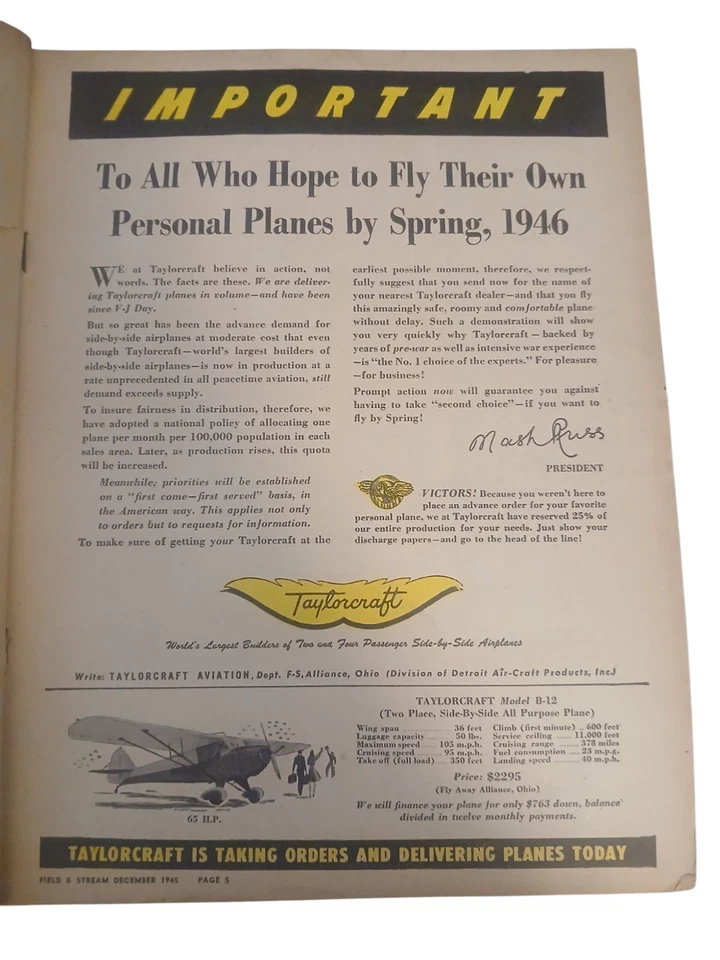 IMPORTANT
To All Who Hope to Fly Their Own
Personal Planes by Spring, 1946
WE at Taylorcraft believe in action, not
words. The facts are these. We are deliver-
ing Taylorcraft planes in volume—and have been
since V-J Day.
But so great has been the advance demand for
side-by-side airplanes at moderate cost that even
though Taylorcraft—world's largest builders of
side-by-side airplanes—is now in production at a
rate unprecedented in all peacetime aviation, still
demand exceeds supply.
To insure fairness in distribution, therefore, we
have adopted a national policy of allocating one
plane per month per 100,000 population in each
sales area. Later, as production rises, this quota
will be increased.
Meanwhile, priorities will be established
on a "first come—first served" basis, in
the American way. This applies not only
to orders but to requests for information.
To make sure of getting your Taylorcraft at the
earliest possible moment, therefore, we respect-
fully suggest that you send now for the name of
your nearest Taylorcraft dealer—and that you fly
this amazingly safe, roomy and comfortable plane
without delay. Such a demonstration will show
you very quickly why Taylorcraft—backed by
years of pre-war as well as intensive war experience
—is "the No. 1 choice of the experts." For pleasure
—for business!
Prompt action now will guarantee you against
having to take "second choice"—if you want to
fly by Spring!
Nash Russ
PRESIDENT
VICTORS! Because you weren't here to
place an advance order for your favorite
personal plane, we at Taylorcraft have reserved 25% of
our entire production for your needs. Just show your
discharge papers—and go to the head of the line!
Taylorcraft
World's Largest Builders of Two and Four Passenger Side-by-Side Airplanes
Write: TAYLORCRAFT AVIATION, Dept. F-S, Alliance, Ohio (Division of Detroit Air-Craft Products, Inc.)
TAYLORCRAFT Model B-12
(Two Place, Side-By-Side All Purpose Plane)
Wing span 36 feet
Luggage capacity 50 lbs.
Maximum speed 105 m.p.h.
Cruising speed 95 m.p.h.
Take off (full load) 350 feet
Climb (first minute) 600 feet
Service ceiling 11,000 feet
Cruising range 378 miles
Fuel consumption 23 m.p.g.
Landing speed 40 m.p.h.
Price: $2295
(Fly Away Alliance, Ohio)
We will finance your plane for only $763 down, balance
divided in twelve monthly payments.
65 H.P.
TAYLORCRAFT IS TAKING ORDERS AND DELIVERING PLANES TODAY
FIELD & STREAM DECEMBER 1945 PAGE 5